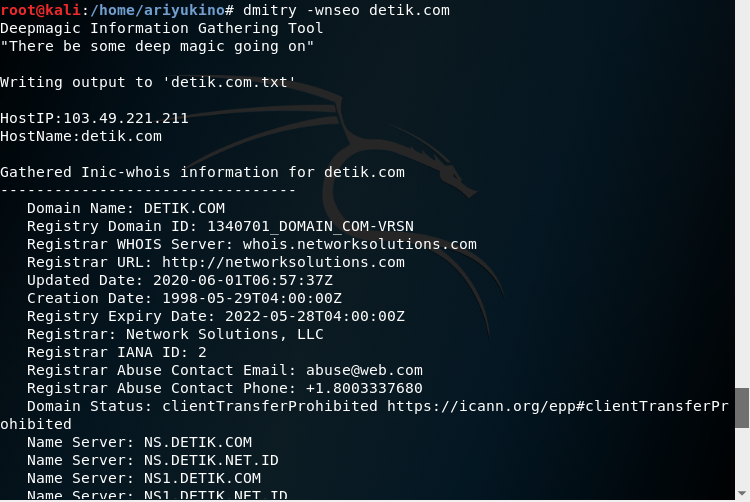 root@kali:/home/ariyukino# dmitry -wnseo detik.com
Deepmagic Information Gathering Tool
"There be some deep magic going on"
Writing output to 'detik.com.txt'
HostIP:103.49.221.211
HostName:detik.com
Gathered Inic-whois information for detik.com
---------------------------------
Domain Name: DETIK.COM
Registry Domain ID: 1340701_DOMAIN_COM-VRSN
Registrar WHOIS Server: whois.networksolutions.com
Registrar URL: http://networksolutions.com
Updated Date: 2020-06-01T06:57:37Z
Creation Date: 1998-05-29T04:00:00Z
Registry Expiry Date: 2022-05-28T04:00:00Z
Registrar: Network Solutions, LLC
Registrar IANA ID: 2
Registrar Abuse Contact Email: abuse@web.com
Registrar Abuse Contact Phone: +1.8003337680
Domain Status: clientTransferProhibited https://icann.org/epp#clientTransferPr
ohibited
Name Server: NS.DETIK.COM
Name Server: NS.DETIK.NET.ID
Name Server: NS1.DETIK.COM
Name Server: NS1.DETIK.NET.ID